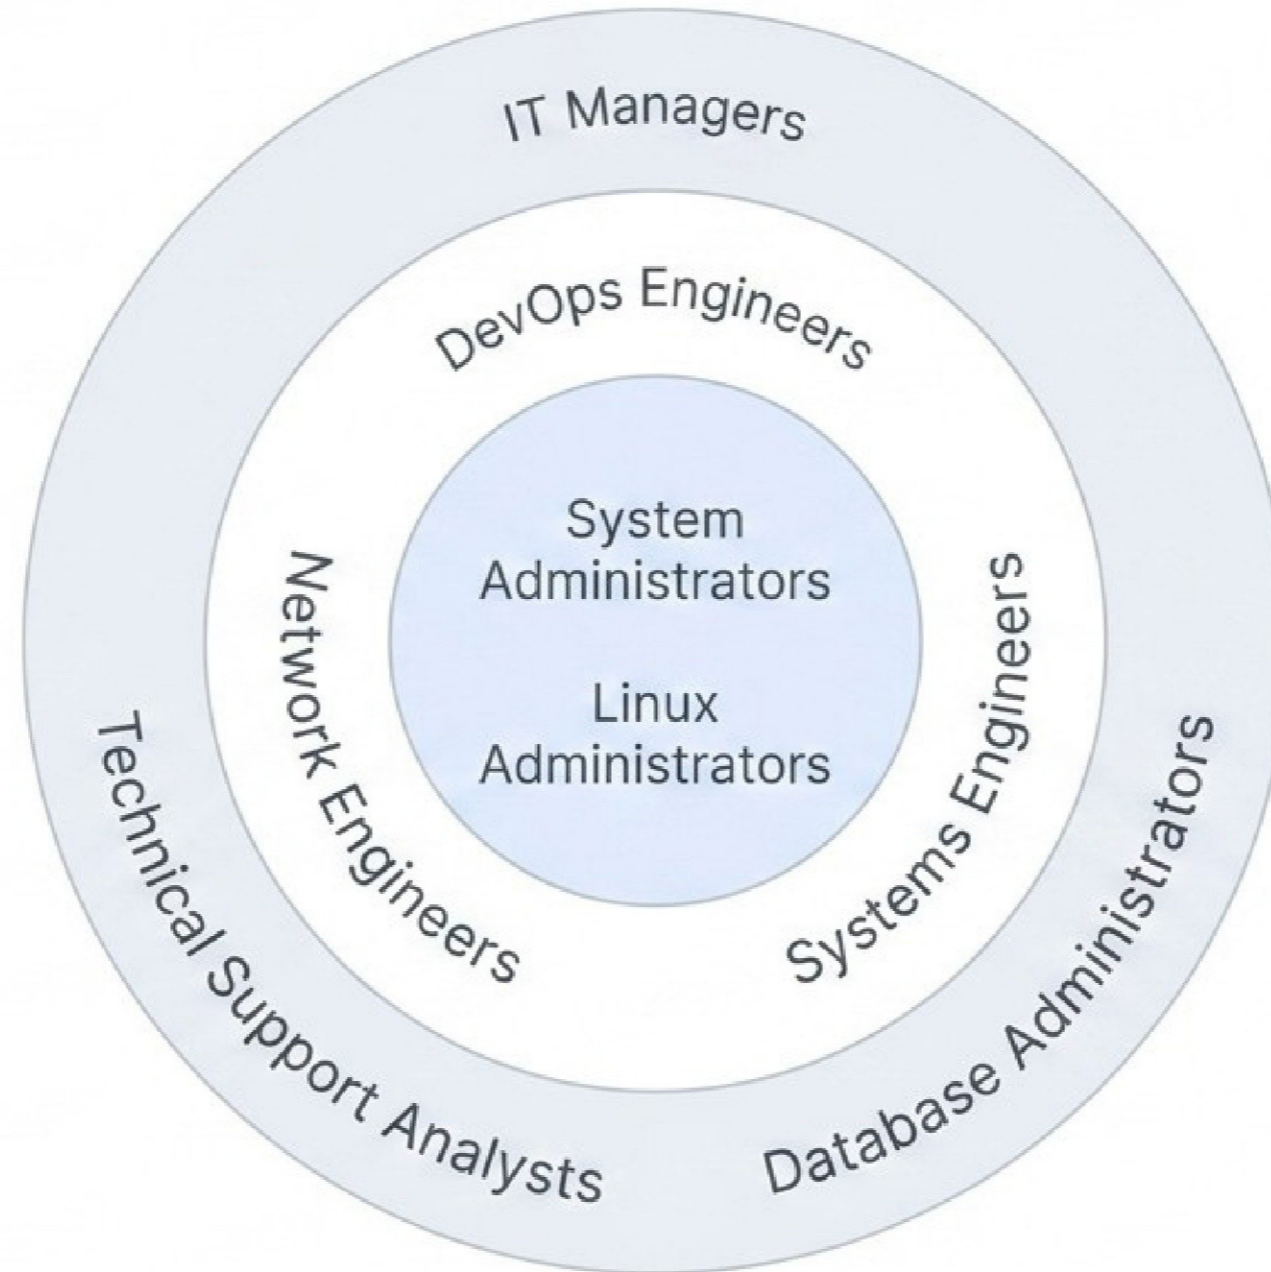 IT Managers
DevOps Engineers
System
Administrators
Linux
Administrators
Network Engineers
Systems Engineers
Technical Support Analysts
Database Administrators